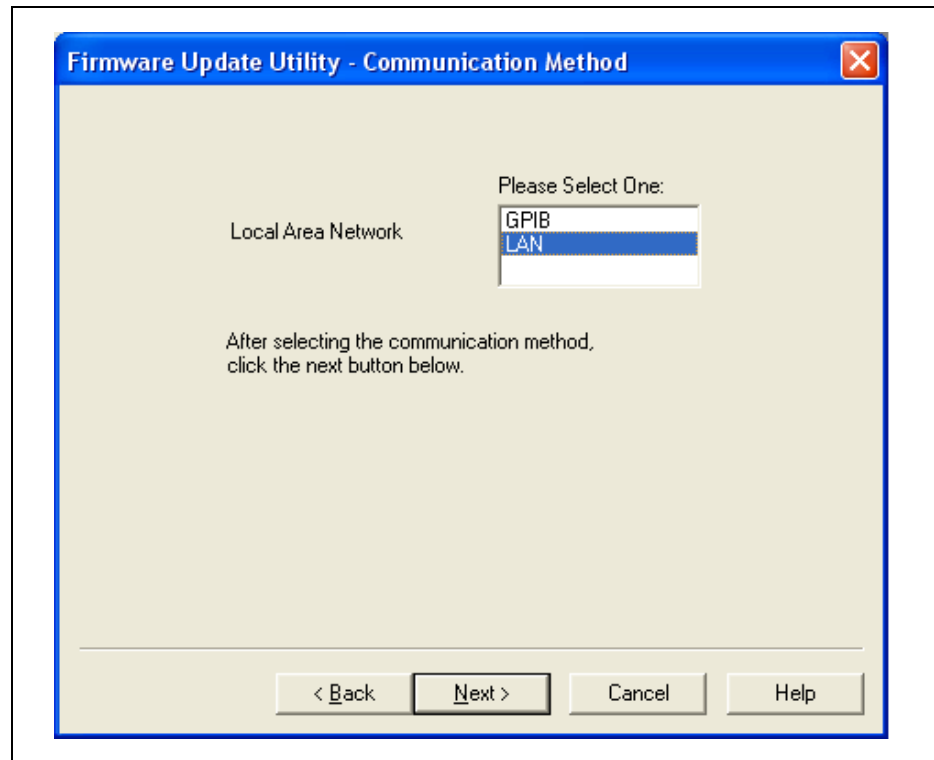 Firmware Update Utility - Communication Method
Please Select One:
Local Area Network
GPIB
LAN
After selecting the communication method,
click the next button below.
< Back
Next >
Cancel
Help